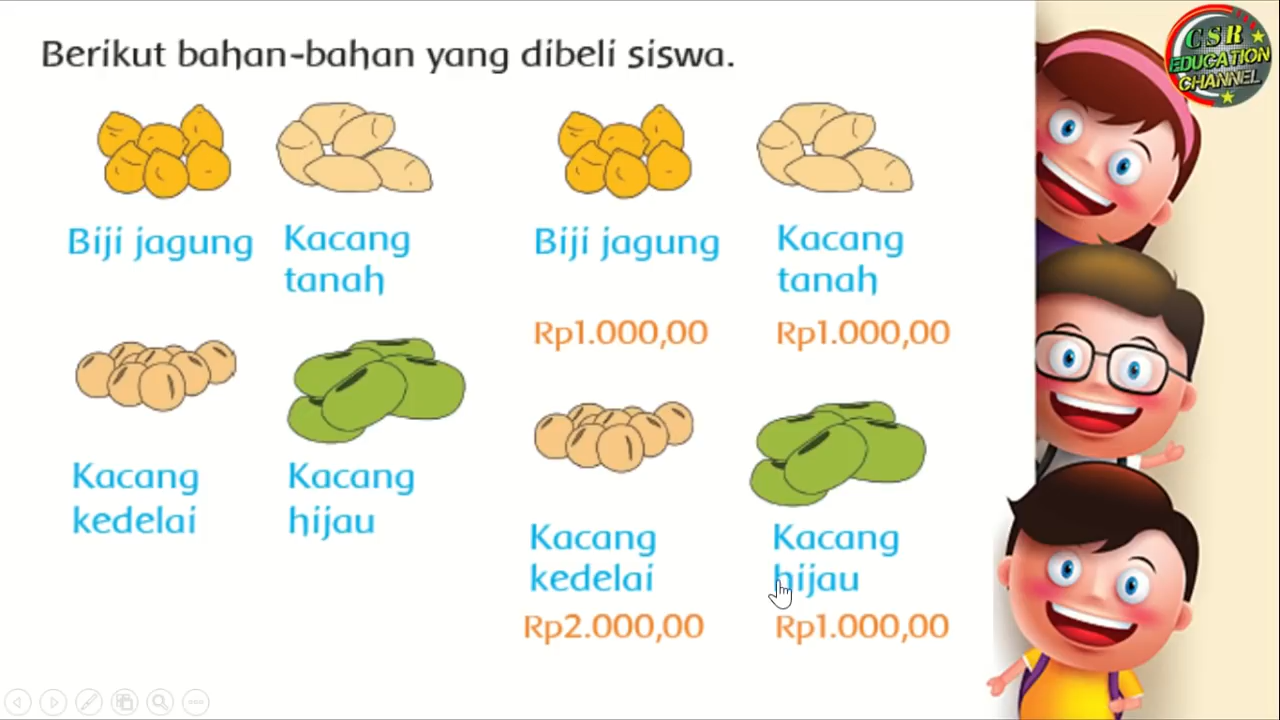 Berikut bahan-bahan yang dibeli siswa.
Biji jagung
Kacang
tanah
Kacang
kedelai
Kacang
hijau
Biji jagung
Rp1.000,00
Kacang
tanah
Rp1.000,00
Kacang
kedelai
Rp2.000,00
Kacang
hijau
Rp1.000,00
CSR
EDUCATION
CHANNEL